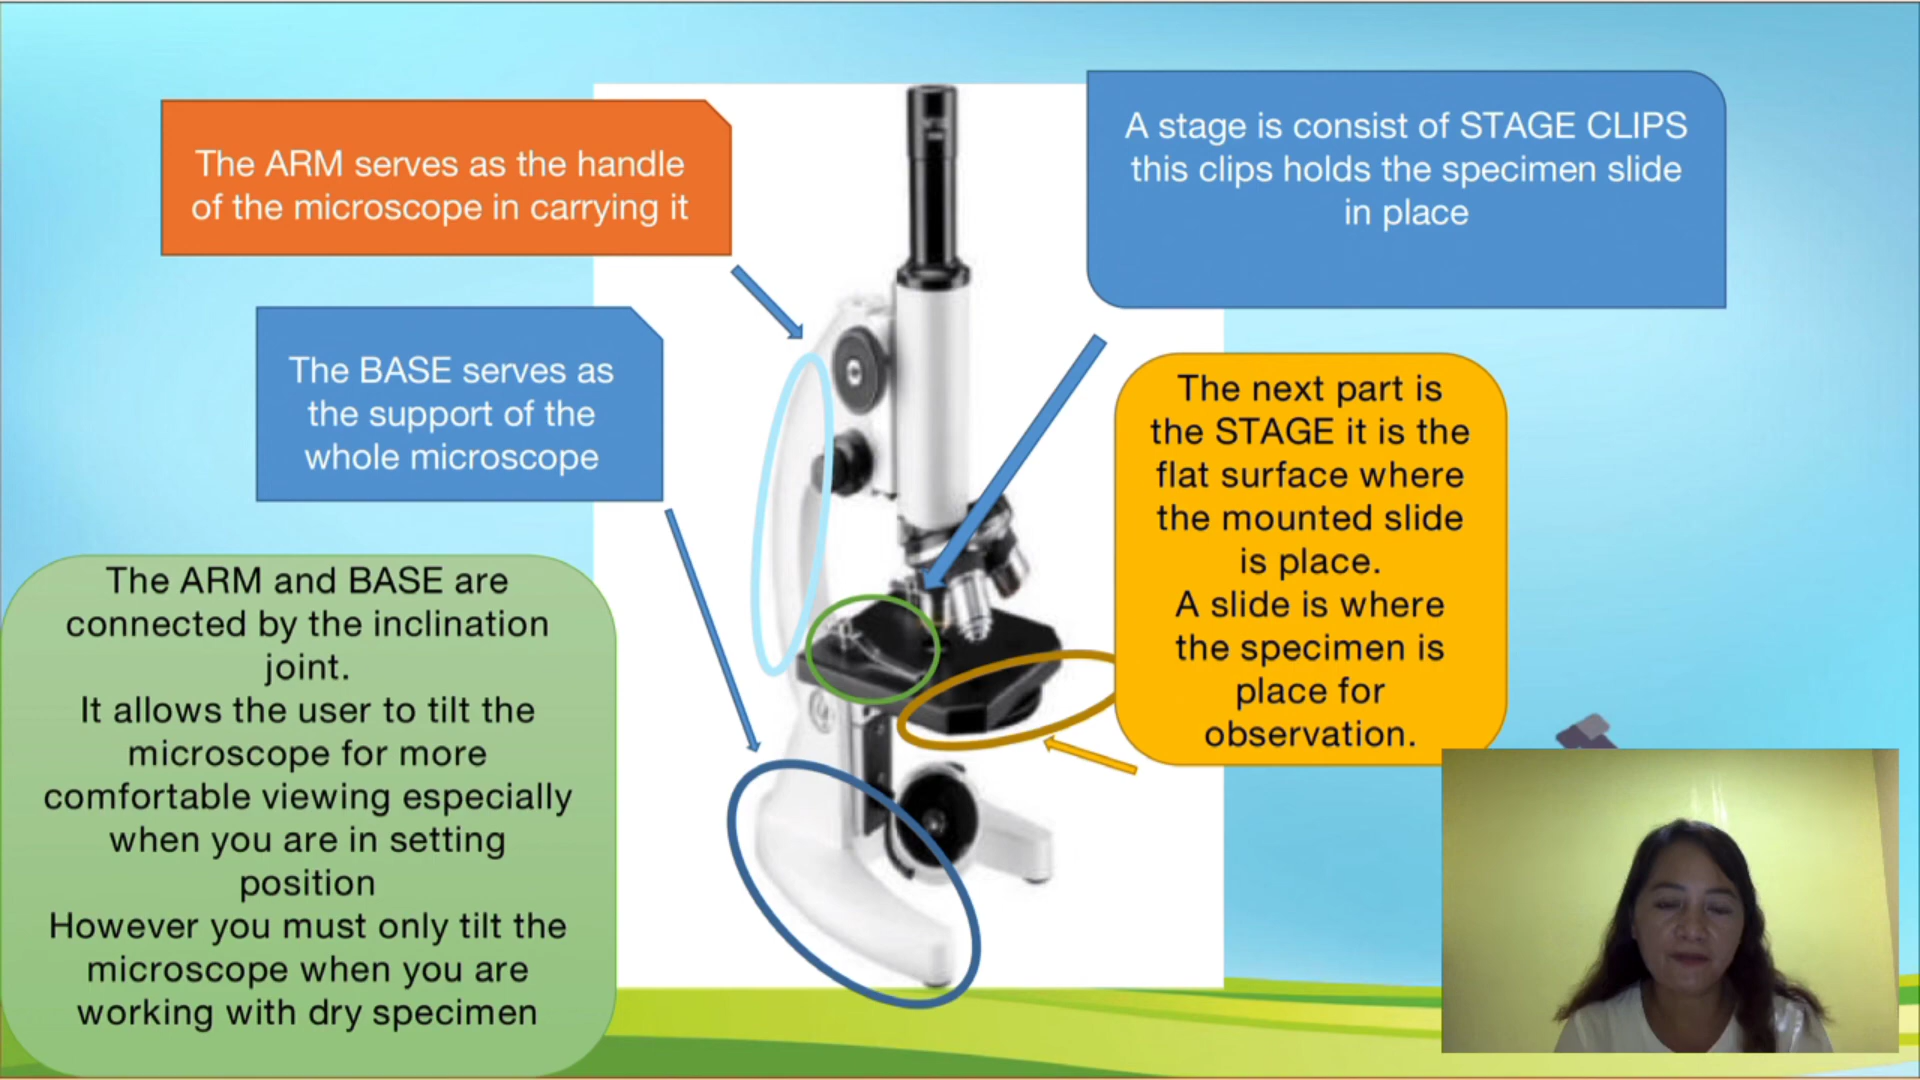 The ARM serves as the handle
of the microscope in carrying it
A stage is consist of STAGE CLIPS
this clips holds the specimen slide
in place
The BASE serves as
the support of the
whole microscope
The next part is
the STAGE it is the
flat surface where
the mounted slide
is place.
A slide is where
the specimen is
place for
observation.
The ARM and BASE are
connected by the inclination
joint.
It allows the user to tilt the
microscope for more
comfortable viewing especially
when you are in setting
position
However you must only tilt the
microscope when you are
working with dry specimen